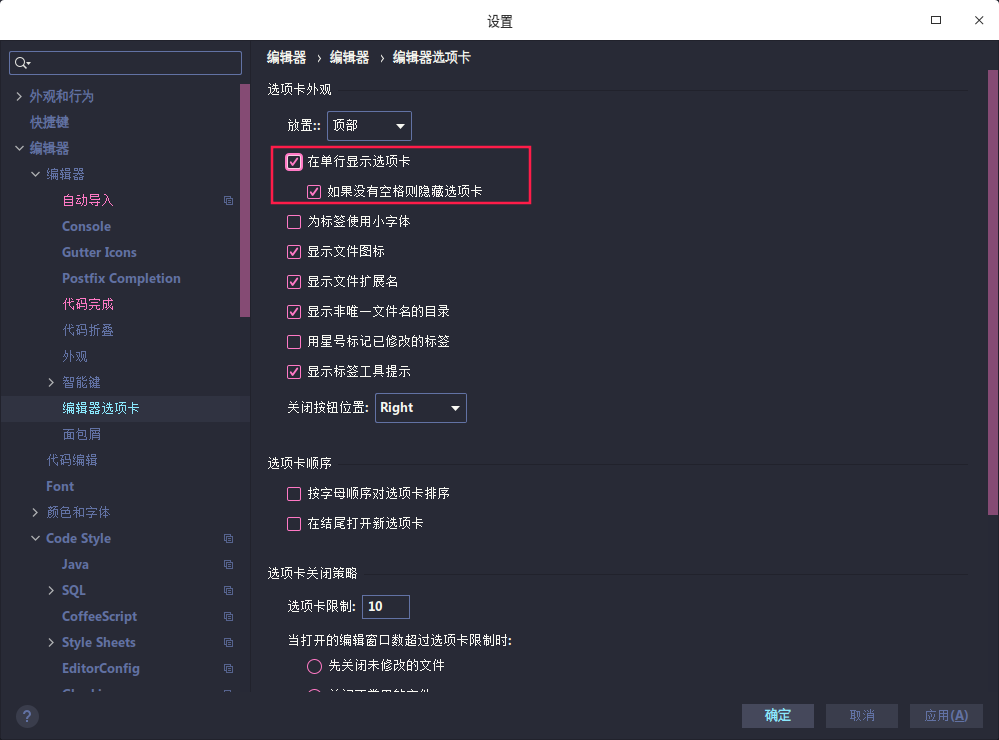 设置
外观和行为
快捷键
编辑器
编辑器
自动导入
Console
Gutter Icons
Postfix Completion
代码完成
代码折叠
外观
智能键
编辑器选项卡
面包屑
代码编辑
Font
颜色和字体
Code Style
Java
SQL
CoffeeScript
Style Sheets
EditorConfig
编辑器 › 编辑器 › 编辑器选项卡
选项卡外观
放置:: 顶部
在单行显示选项卡
如果没有空格则隐藏选项卡
为标签使用小字体
显示文件图标
显示文件扩展名
显示非唯一文件名的目录
用星号标记已修改的标签
显示标签工具提示
关闭按钮位置: Right
选项卡顺序
按字母顺序对选项卡排序
在结尾打开新选项卡
选项卡关闭策略
选项卡限制: 10
当打开的编辑窗口数超过选项卡限制时:
先关闭未修改的文件
?
确定 取消 应用(A)